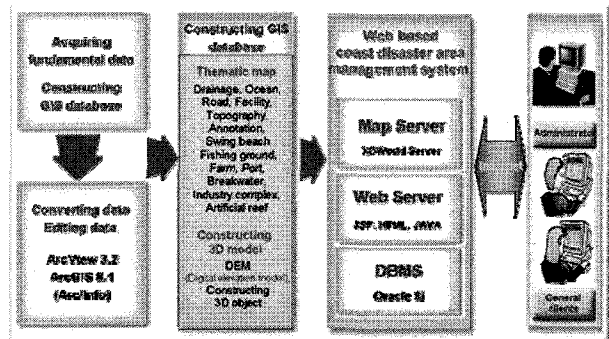 Acquiring
fundamental data
Constructing
GIS database
Converting data
Editing data
ArcView 3.2
ArcGIS 8.1
(Arc/Info)
Constructing GIS
database
Thematic map
Drainage, Ocean,
Road, Facility,
Topography,
Annotation,
Swing beach
Fishing ground,
Farm, Port,
Breakwater,
Industry complex,
Artificial reef
Constructing
3D model
DEM
(Digital elevation model)
Constructing
3D object
Web based
coast disaster area
management system
Map Server
3DWorld Server
Web Server
JSP, HTML, JAVA
DBMS
Oracle
Administrator
General
clients